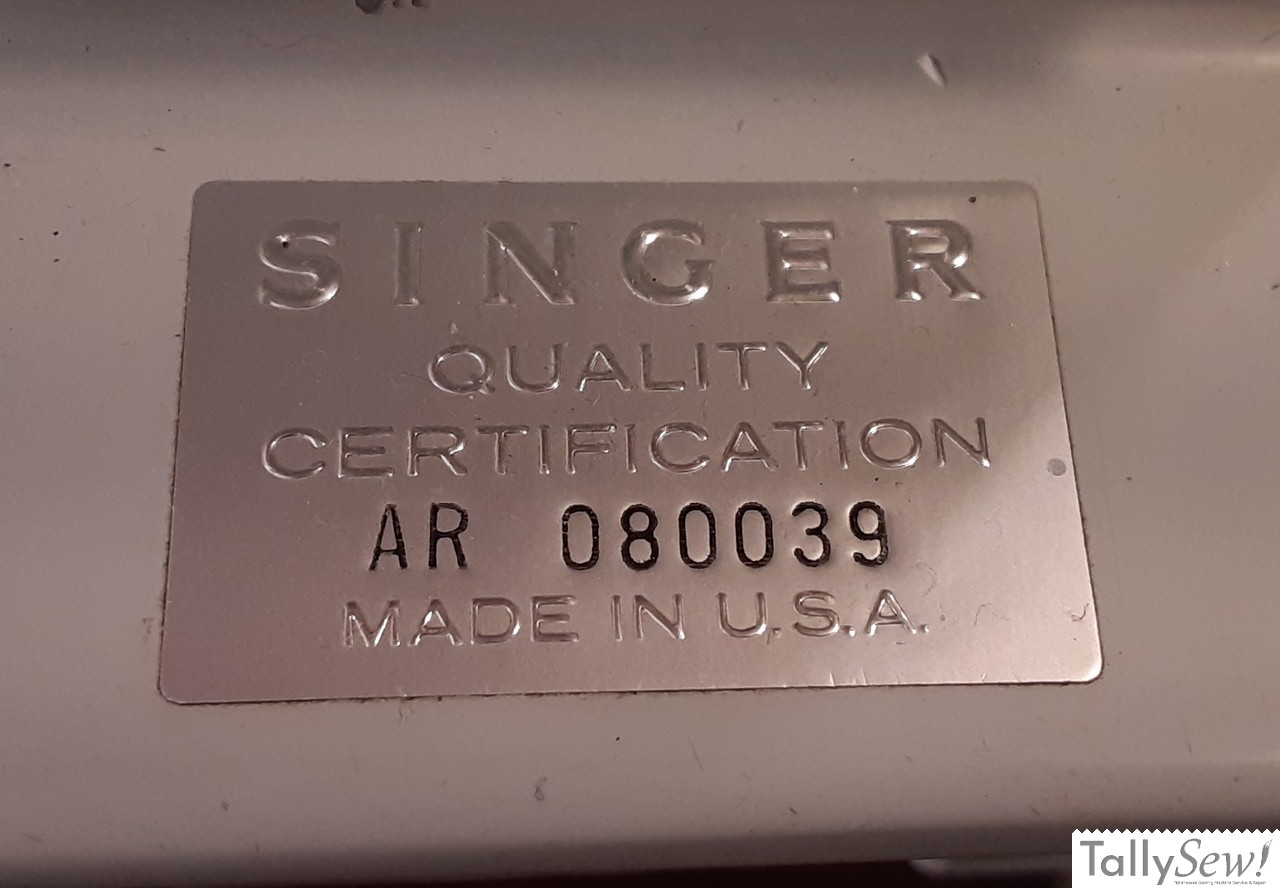 SINGER
QUALITY
CERTIFICATION
AR 080039
MADE IN U.S.A.
TallySew!